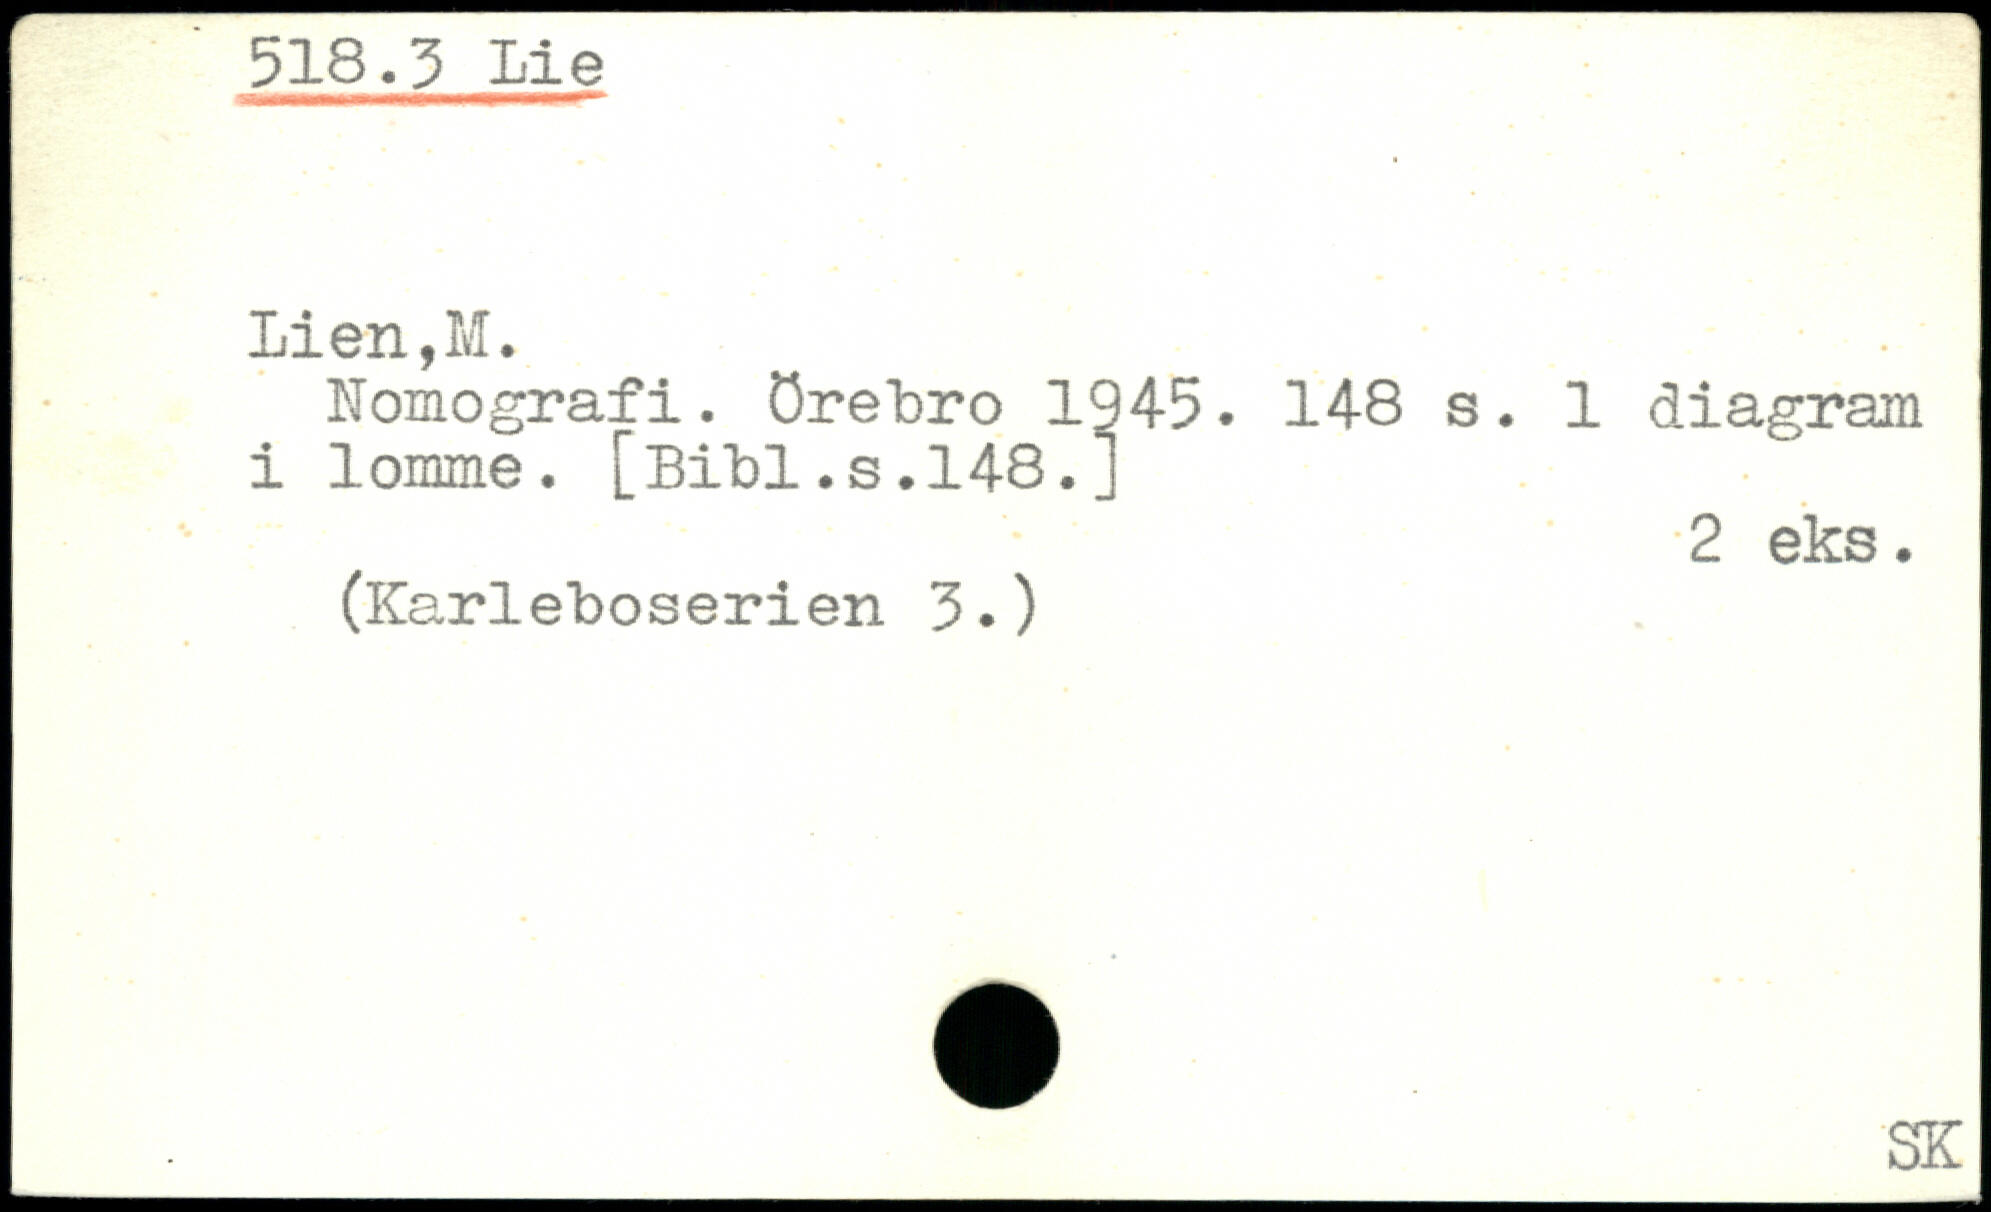 518.3 Lie
Lien,M.
Nomografi. Örebro 1945. 148 s. 1 diagram
i lomme. [Bibl.s.148.]
2 eks.
(Karleboserien 3.)
SK